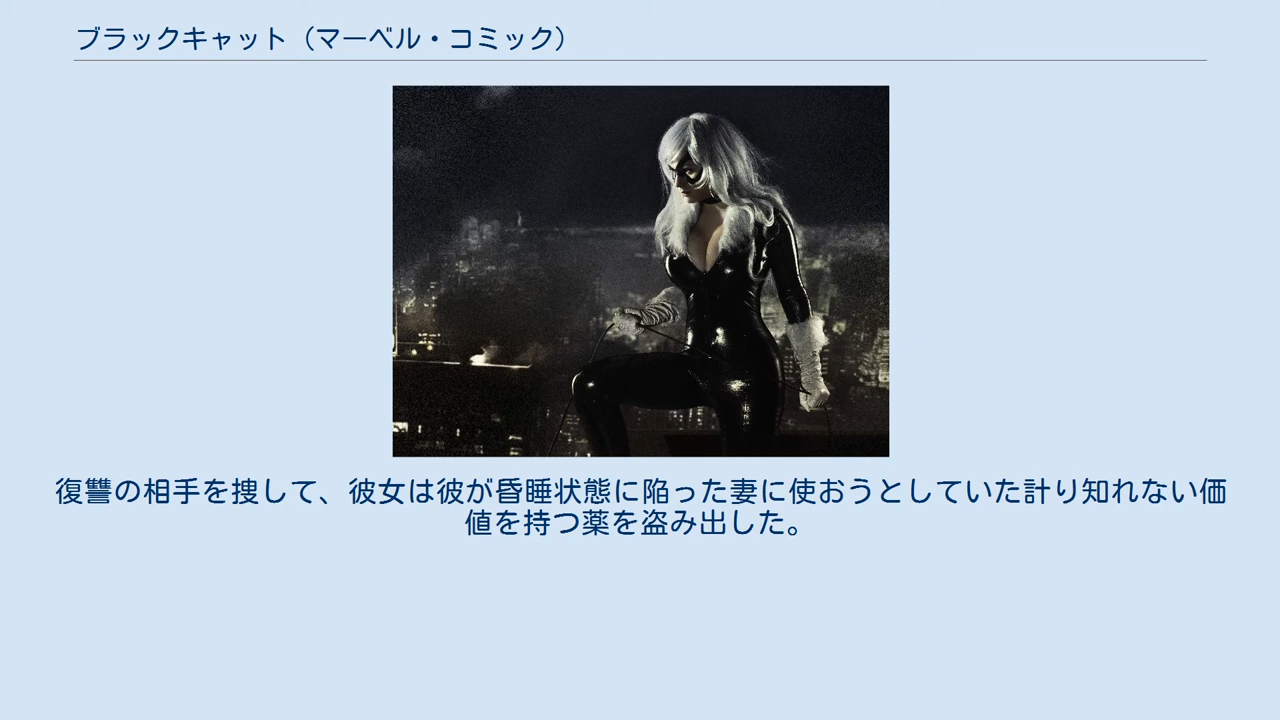 ブラックキャット（マーベル・コミック）
復讐の相手を捜して、彼女は彼が昏睡状態に陥った妻に使おうとしていた計り知れない価
値を持つ薬を盗み出した。